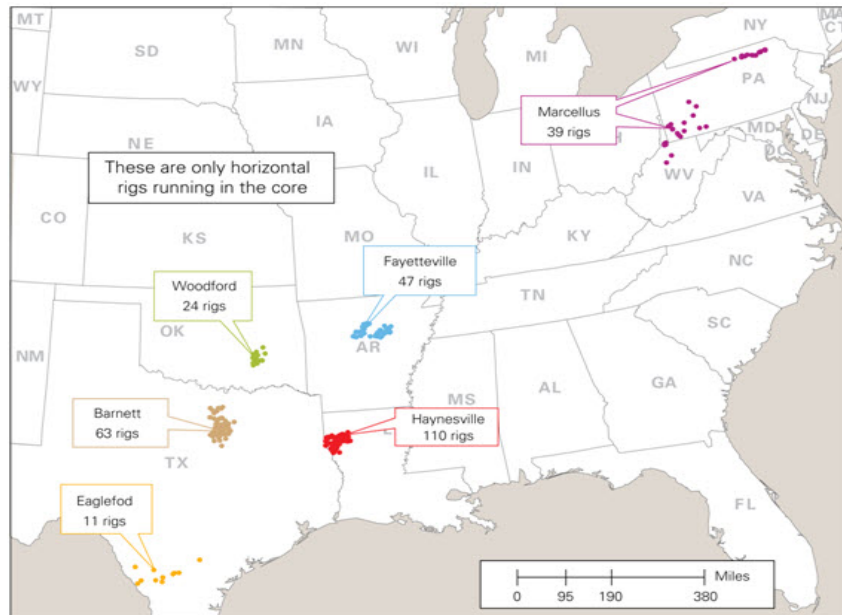 MT
ND
MN
WI
MI
NY
MA
CT
SD
WY
PA
NJ
Marcellus
39 rigs
MD
DE
DC
IA
NE
IL
IN
H
WV
VA
These are only horizontal
rigs running in the core
CO
KS
MO
KY
NC
Fayetteville
47 rigs
Woodford
24 rigs
TN
OK
AR
SC
NM
MS
AL
GA
Barnett
63 rigs
Haynesville
110 rigs
L
TX
Eaglefod
11 rigs
FL
Miles
0 95 190 380